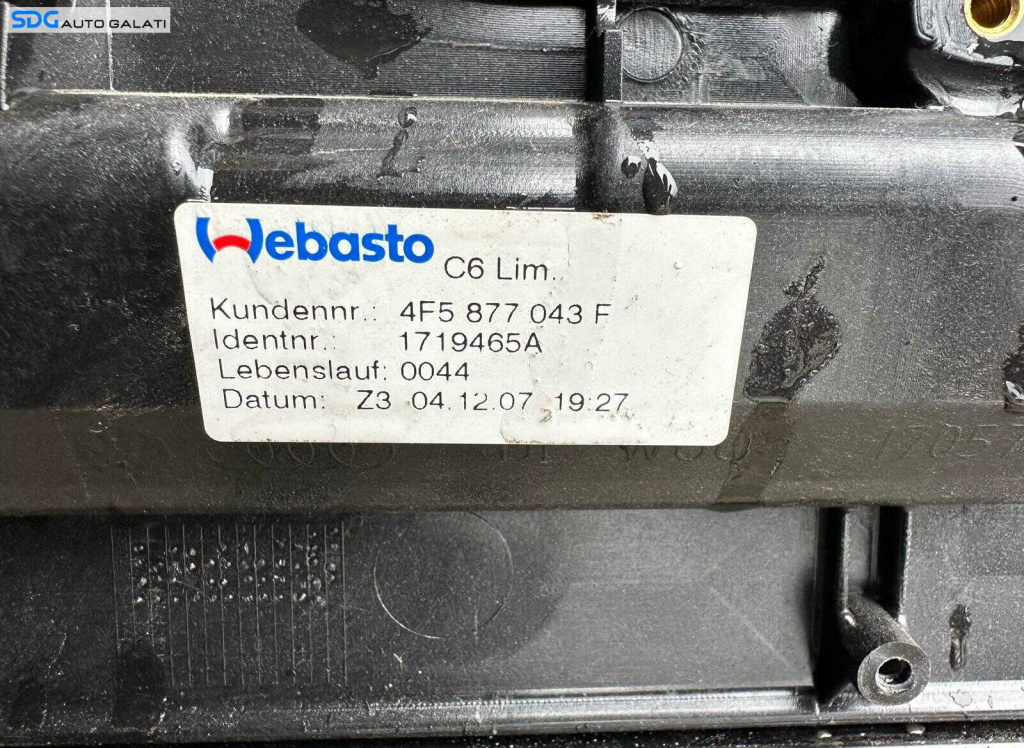 SDG AUTO GALATI
Webasto
C6 Lim.
Kundennr.: 4F5 877 043 F
Identnr.: 1719465A
Lebenslauf: 0044
Datum: Z3 04.12.07 19:27